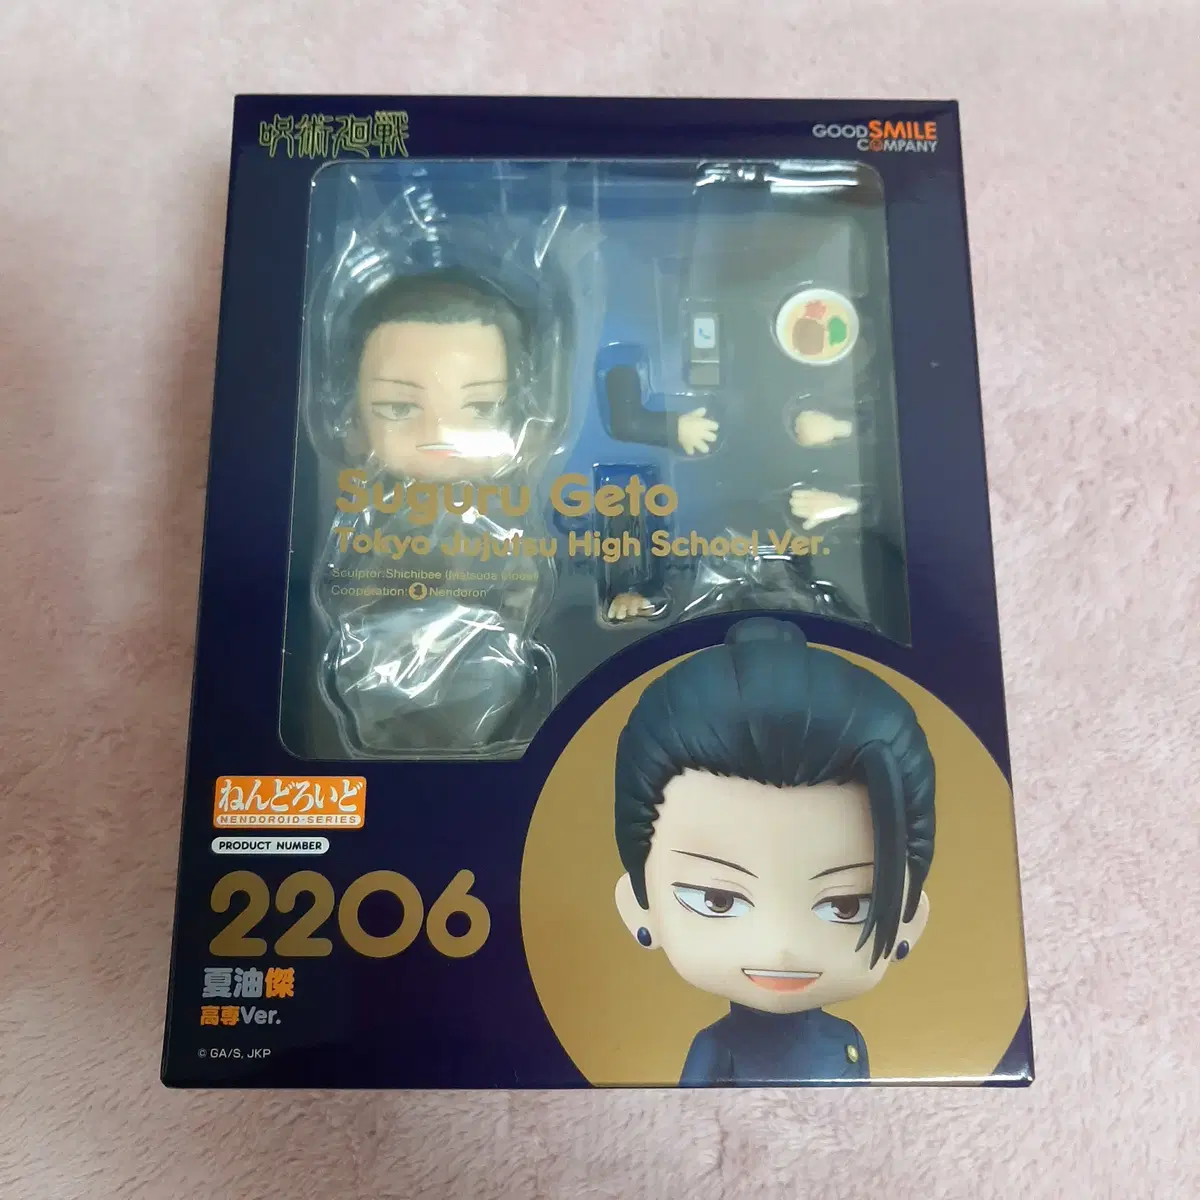 呪術廻戦
GOOD SMILE
COMPANY
Suguru Geto
Tokyo Jujutsu High School Ver.
Sculptor:Shichibee (Matsuda
Cooperation: Nendoron
ねんどろいど
NENDOROID-SERIES
PRODUCT NUMBER
2206
夏油傑
高専Ver.
© GA/S, JKP